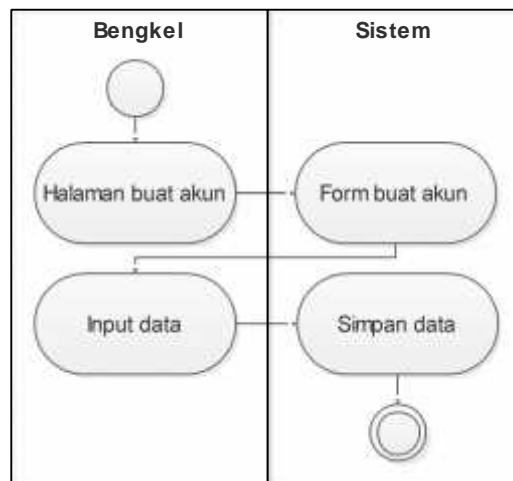 Bengkel
Sistem
Halaman buat akun
Form buat akun
Input data
Simpan data